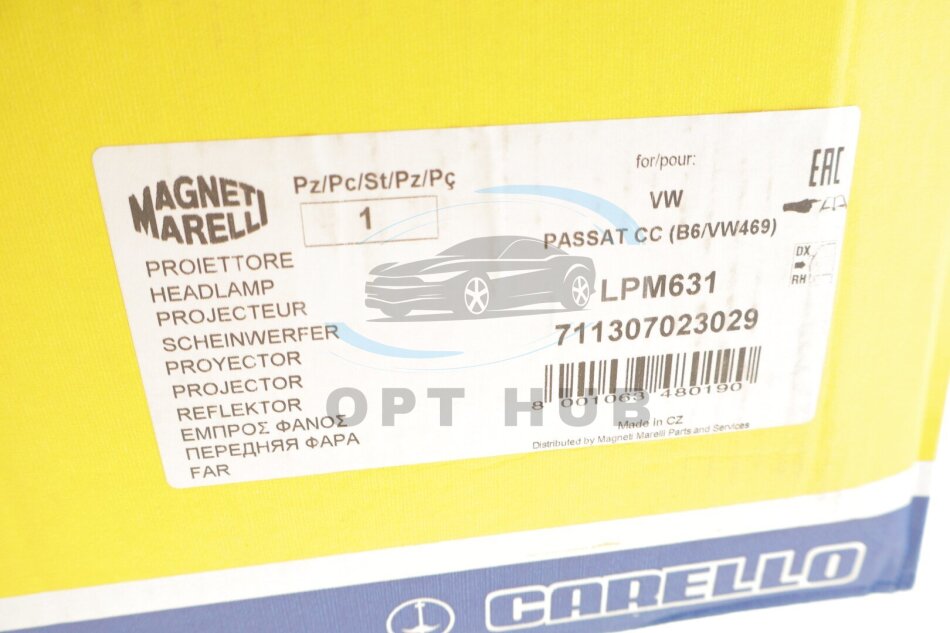 MAGNETI
MARELLI
Pz/Pc/St/Pz/Pç
1
for/pour:
VW
PASSAT CC (B6/VW469)
EAC
DX
RH
LPM631
711307023029
8 001063 480190
Made in CZ
Distributed by Magneti Marelli Parts and Services
PROIETTORE
HEADLAMP
PROJECTEUR
SCHEINWERFER
PROYECTOR
PROJECTOR
REFLEKTOR
ΕΜΠΡΟΣ ΦΑΝΟΣ
ПЕРЕДНЯЯ ФАРА
FAR
OPT HUB
CARELLO